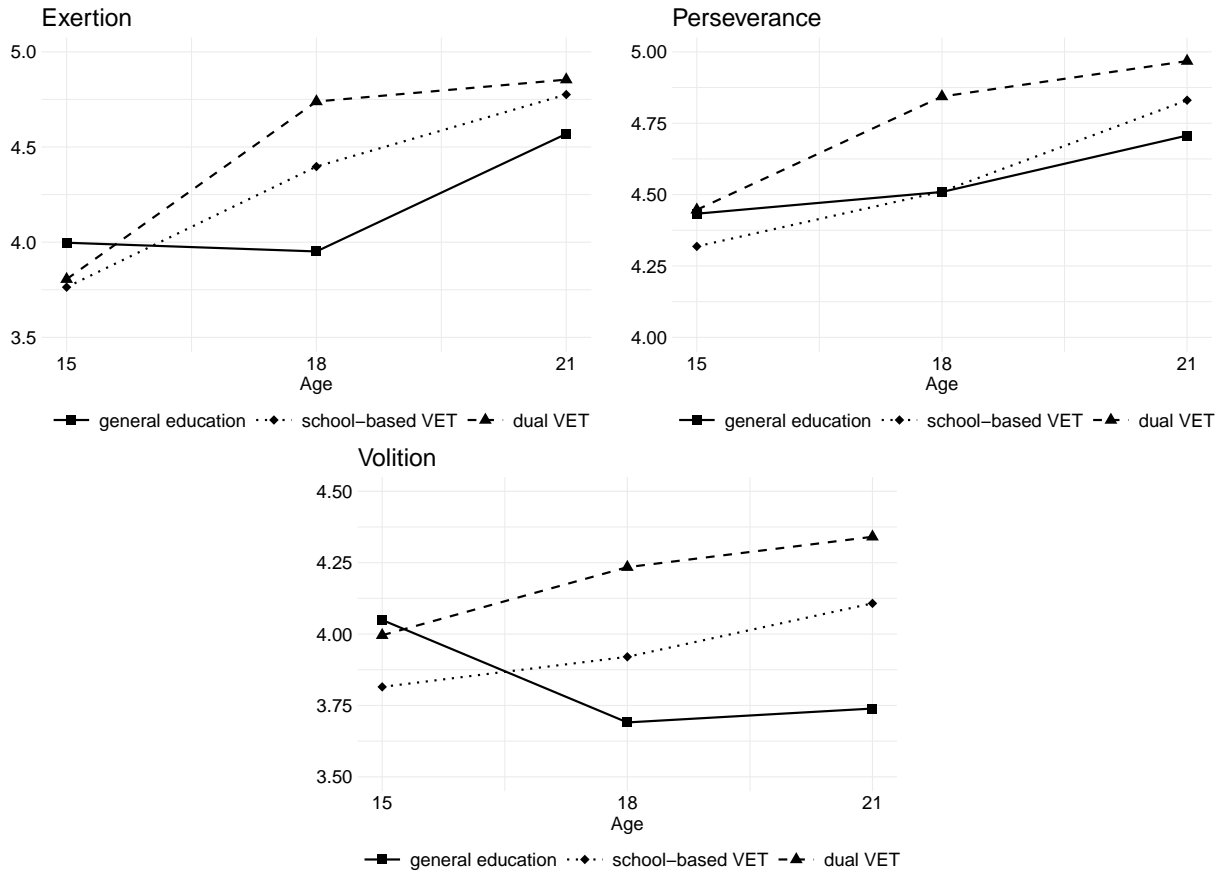 Exertion
5.0
4.5
4.0
3.5
15 18 21
Age
general education school−based VET dual VET
Perseverance
5.00
4.75
4.50
4.25
4.00
15 18 21
Age
general education school−based VET dual VET
Volition
4.50
4.25
4.00
3.75
3.50
15 18 21
Age
general education school−based VET dual VET